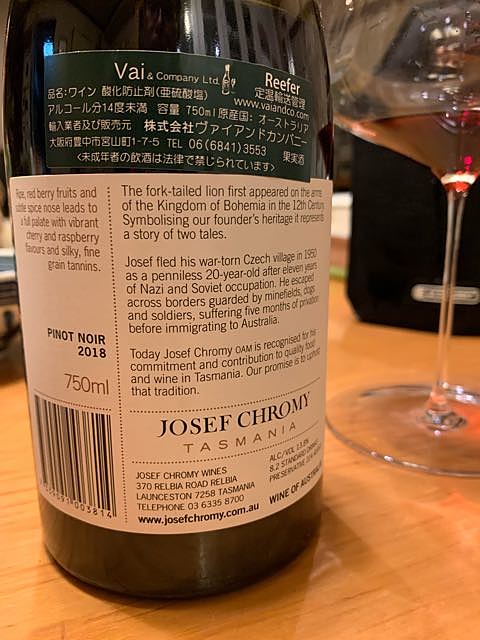 Vai & Company Ltd.
Reefer
定温輸送管理
www.vaiandco.com
品名:ワイン 酸化防止剤(亜硫酸塩)
アルコール分14度未満 容量 750ml 原産国: オーストラリア
輸入業者及び販売元 株式会社ヴァイアンドカンパニー
大阪府豊中市宮山町1-7-5 TEL 06(6841)3553
<未成年者の飲酒は法律で禁じられています> 果実酒
Ripe, red berry fruits and
subtle spice nose leads to
a full palate with vibrant
cherry and raspberry
flavours and silky, fine
grain tannins.
PINOT NOIR
2018
750ml
The fork-tailed lion first appeared on the arms
of the Kingdom of Bohemia in the 12th Century.
Symbolising our founder's heritage it represents
a story of two tales.
Josef fled his war-torn Czech village in 1950
as a penniless 20-year-old after eleven years
of Nazi and Soviet occupation. He escaped
across borders guarded by minefields, dogs
and soldiers, suffering five months of privation
before immigrating to Australia.
Today Josef Chromy OAM is recognised for his
commitment and contribution to quality food
and wine in Tasmania. Our promise is to uphold
that tradition.
JOSEF CHROMY
TASMANIA
JOSEF CHROMY WINES
370 RELBIA ROAD RELBIA
LAUNCESTON 7258 TASMANIA
TELEPHONE 03 6335 8700
www.josefchromy.com.au
ALC/VOL 13.8%
8.2 STANDARD DRINKS
PRESERVATIVE
WINE OF AUSTRALIA
003814